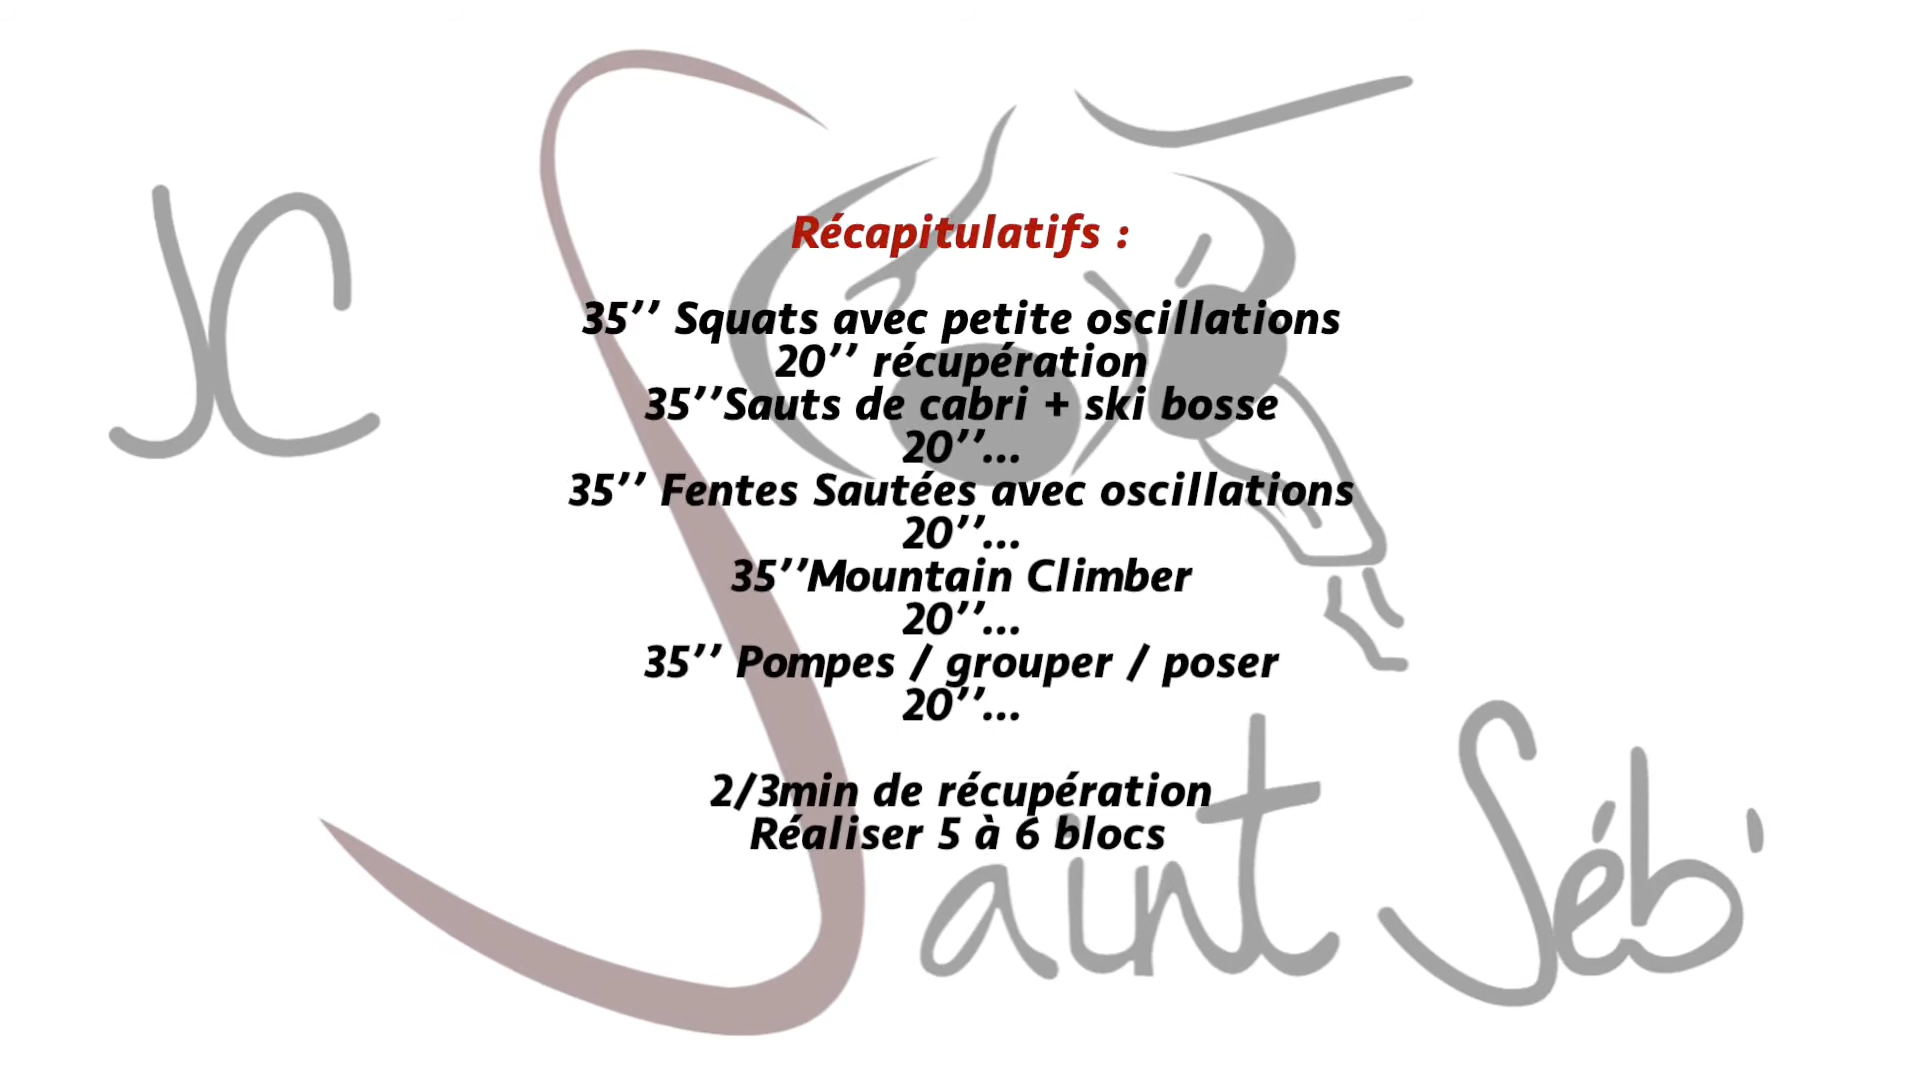 JC
Récapitulatifs :
35’’ Squats avec petite oscillations
20’’ récupération
35’’Sauts de cabri + ski bosse
20’’...
35’’ Fentes Sautées avec oscillations
20’’...
35’’Mountain Climber
20’’...
35’’ Pompes / grouper / poser
20’’...
2/3min de récupération
Réaliser 5 à 6 blocs
Saint Séb'